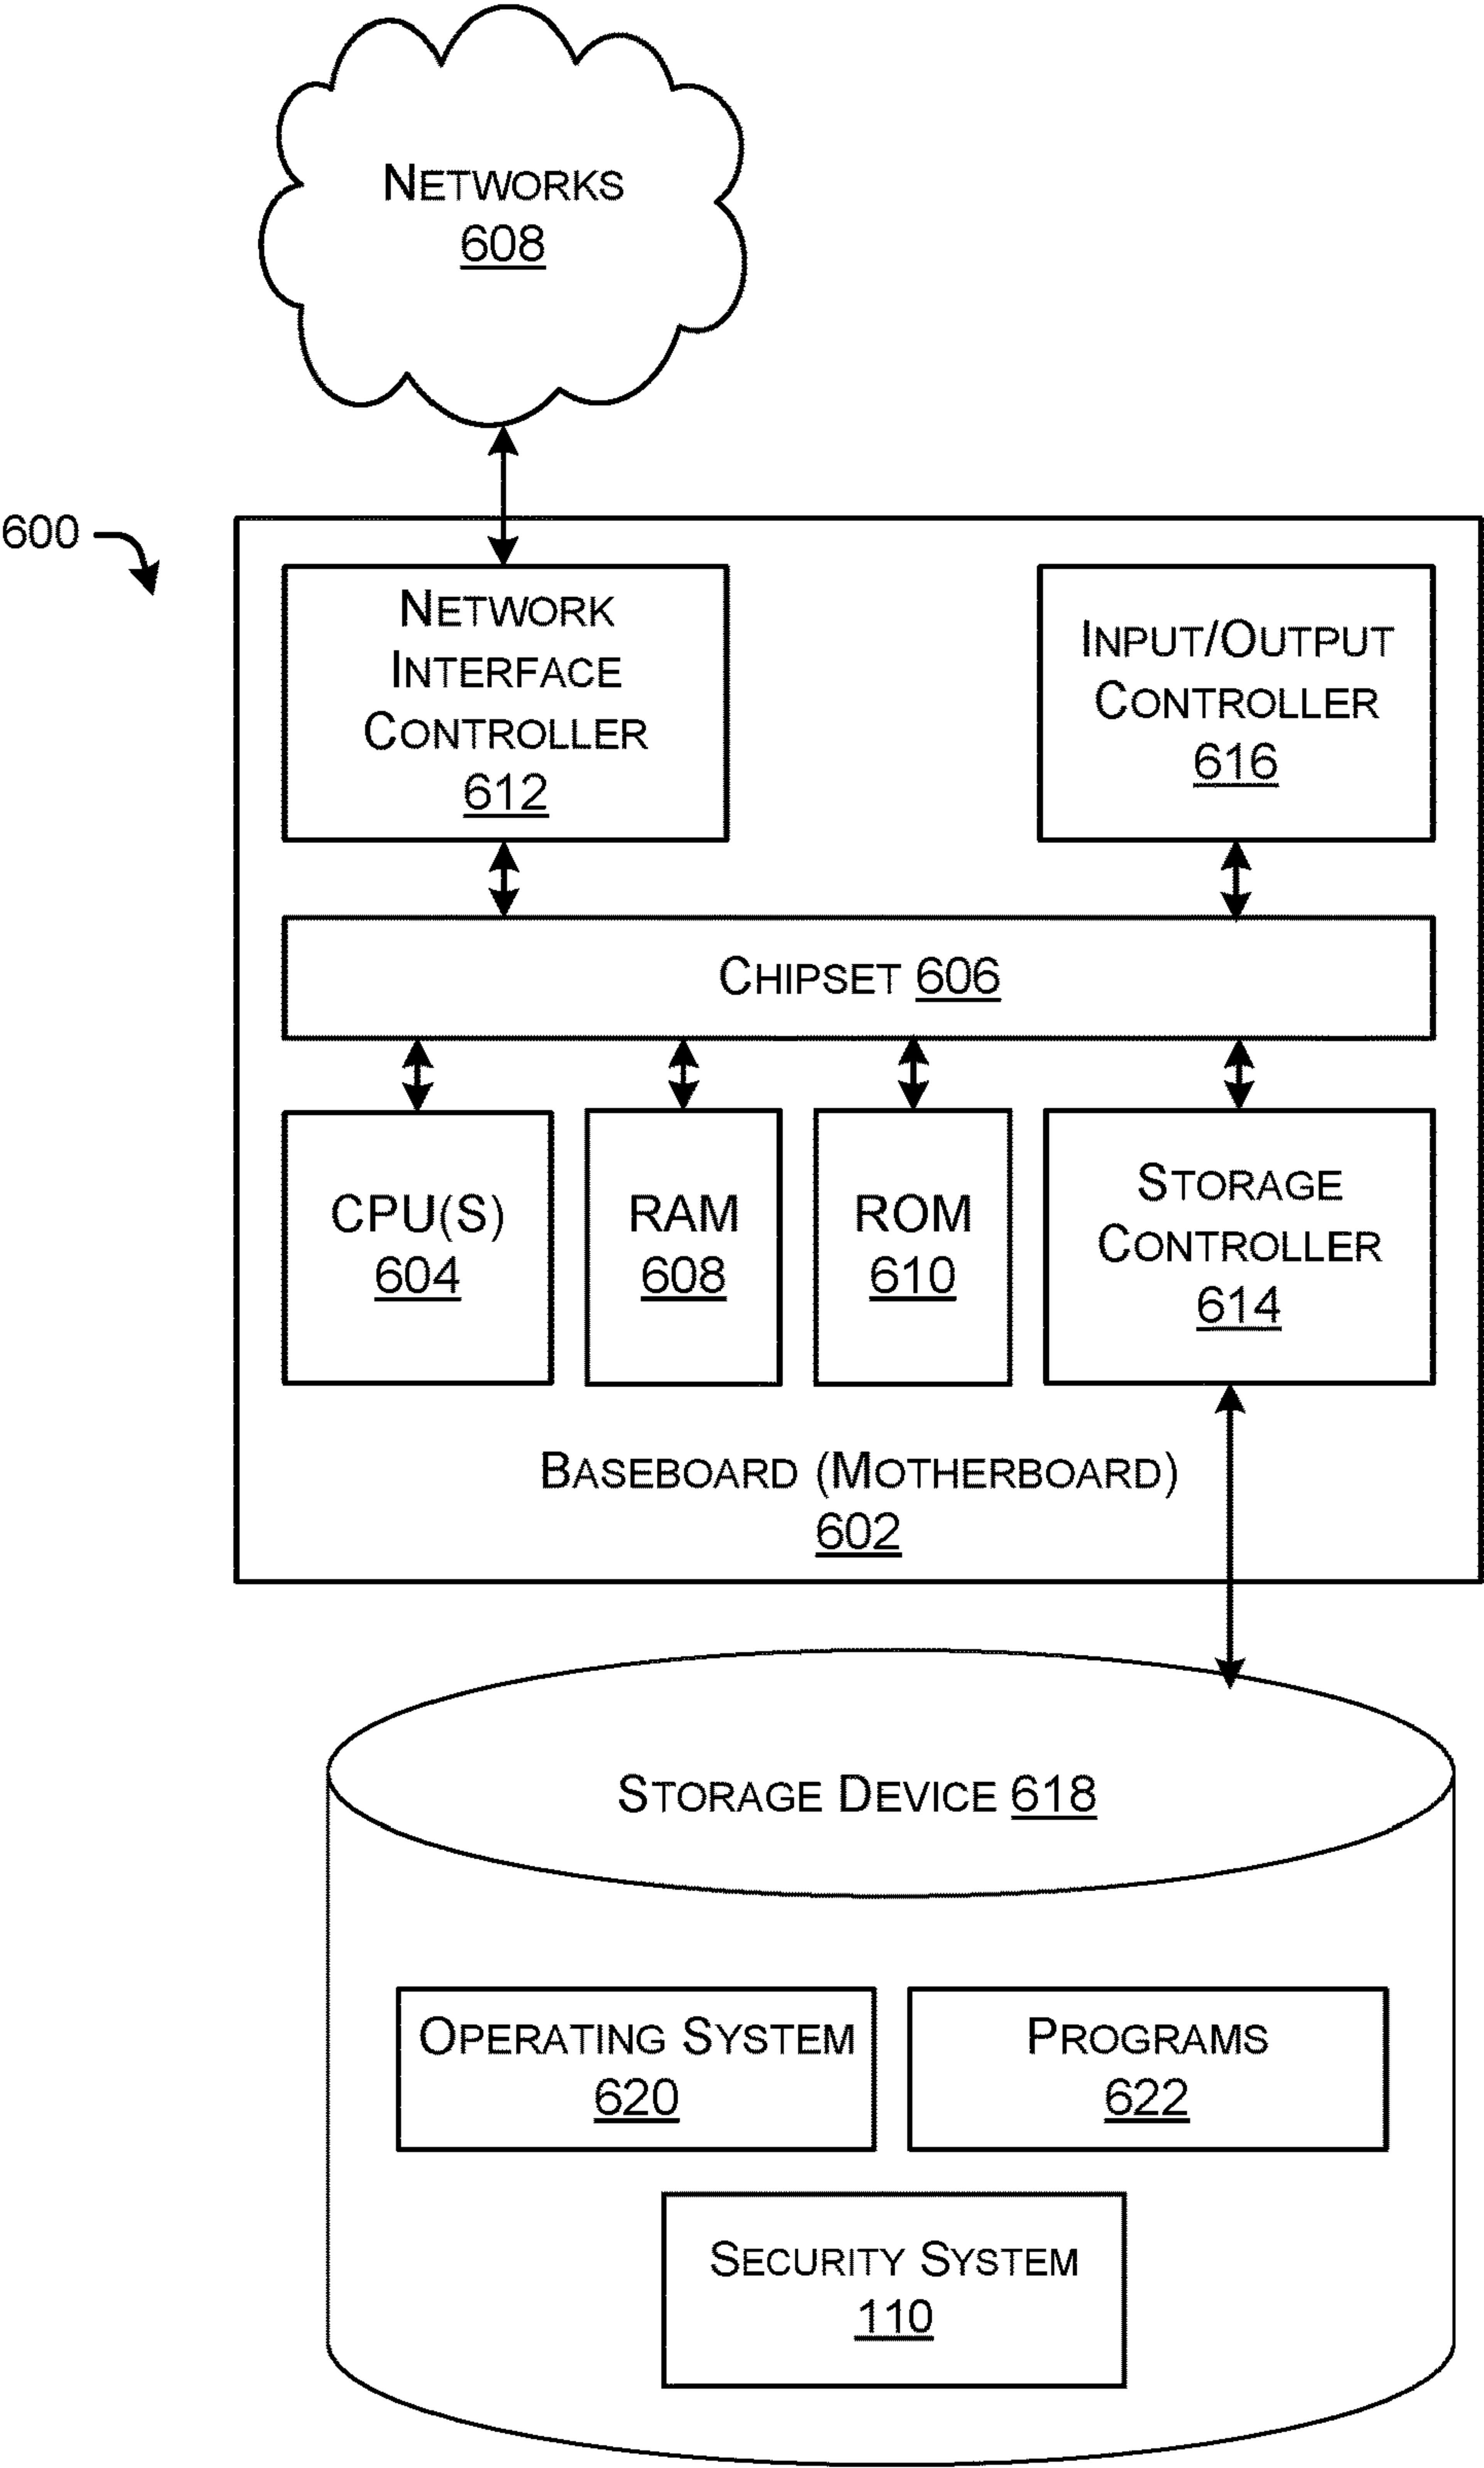 NETWORKS
608
600
NETWORK
INTERFACE
CONTROLLER
612
INPUT/OUTPUT
CONTROLLER
616
CHIPSET 606
CPU(S)
604
RAM
608
ROM
610
STORAGE
CONTROLLER
614
BASEBOARD (MOTHERBOARD)
602
STORAGE DEVICE 618
OPERATING SYSTEM
620
PROGRAMS
622
SECURITY SYSTEM
110